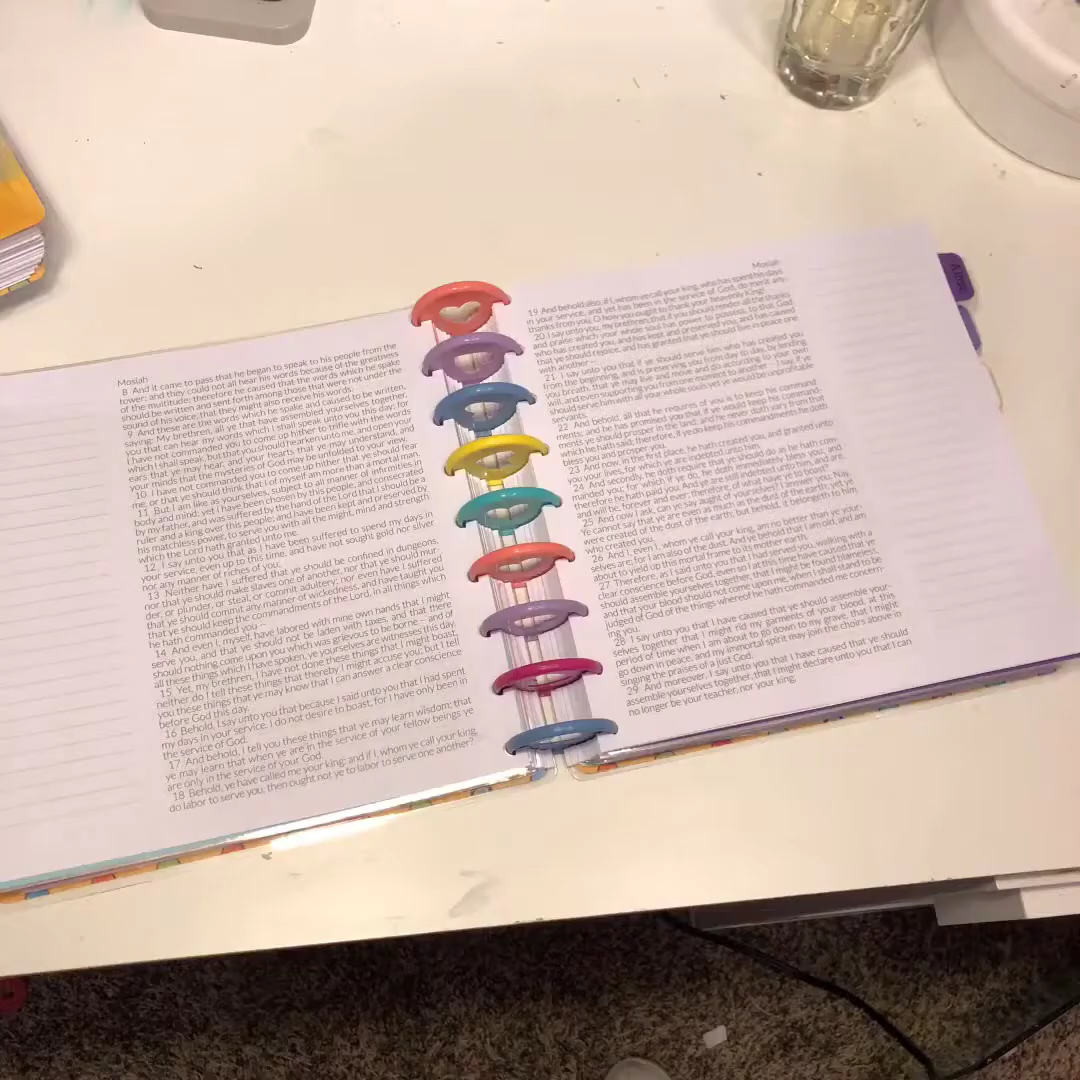 Mosiah
8 And it came to pass that he began to speak to his people from the
tower; and they could not all hear his words because of the greatness
of the multitude; therefore he caused that the words which he spake
should be written and sent forth among those that were not under the
sound of his voice, that they might also receive his words.
9 And these are the words which he spake and caused to be written,
saying: My brethren, all ye that have assembled yourselves together,
you that can hear my words which I shall speak unto you this day; for
I have not commanded you to come up hither to trifle with the words
which I shall speak, but that you should hearken unto me, and open your
ears that ye may hear, and your hearts that ye may understand, and
your minds that the mysteries of God may be unfolded to your view.
10 I have not commanded you to come up hither that ye should fear
me, or that ye should think that I of myself am more than a mortal man.
11 But I am like as yourselves, subject to all manner of infirmities in
body and mind; yet I have been chosen by this people, and consecrated
by my father, and was suffered by the hand of the Lord that I should be a
ruler and a king over this people; and have been kept and preserved by
his matchless power, to serve you with all the might, mind and strength
which the Lord hath granted unto me.
12 I say unto you that as I have been suffered to spend my days in
your service, even up to this time, and have not sought gold nor silver
nor any manner of riches of you;
13 Neither have I suffered that ye should be confined in dungeons,
nor that ye should make slaves one of another, nor that ye should mur-
der, or plunder, or steal, or commit adultery; nor even have I suffered
that ye should commit any manner of wickedness, and have taught you
that ye should keep the commandments of the Lord, in all things which
he hath commanded you —
14 And even I, myself, have labored with mine own hands that I might
serve you, and that ye should not be laden with taxes, and that there
should nothing come upon you which was grievous to be borne – and of
all these things which I have spoken, ye yourselves are witnesses this day.
15 Yet, my brethren, I have not done these things that I might boast,
neither do I tell these things that thereby I might accuse you; but I tell
you these things that ye may know that I can answer a clear conscience
before God this day.
16 Behold, I say unto you that because I said unto you that I had spent
my days in your service, I do not desire to boast, for I have only been in
the service of God.
17 And behold, I tell you these things that ye may learn wisdom; that
ye may learn that when ye are in the service of your fellow beings ye
are only in the service of your God.
18 Behold, ye have called me your king; and if I, whom ye call your king,
do labor to serve you, then ought not ye to labor to serve one another?
Mosiah
19 And behold also, if I, whom ye call your king, who has spent his days
in your service, and yet has been in the service of God, do merit any
thanks from you, O how you ought to thank your heavenly King!
20 I say unto you, my brethren, that if you should render all the thanks
and praise which your whole soul has power to possess, to that God
who has created you, and has kept and preserved you, and has caused
that ye should rejoice, and has granted that ye should live in peace one
with another —
21 I say unto you that if ye should serve him who has created you
from the beginning, and is preserving you from day to day, by lending
you breath, that ye may live and move and do according to your own
will, and even supporting you from one moment to another — I say, if ye
should serve him with all your whole souls yet ye would be unprofitable
servants.
22 And behold, all that he requires of you is to keep his command-
ments; and he has promised you that if ye would keep his command-
ments ye should prosper in the land; and he never doth vary from that
which he hath said; therefore, if ye do keep his commandments he doth
bless you and prosper you.
23 And now, in the first place, he hath created you, and granted unto
you your lives, for which ye are indebted unto him.
24 And secondly, he doth require that ye should do as he hath com-
manded you; for which if ye do, he doth immediately bless you; and
therefore he hath paid you. And ye are still indebted unto him, and are,
and will be, forever and ever; therefore, of what have ye to boast?
25 And now I ask, can ye say aught of yourselves? I answer you, Nay.
Ye cannot say that ye are even as much as the dust of the earth; yet ye
were created of the dust of the earth; but behold, it belongeth to him
who created you.
26 And I, even I, whom ye call your king, am no better than ye your-
selves are; for I am also of the dust. And ye behold that I am old, and am
about to yield up this mortal frame to its mother earth.
27 Therefore, as I said unto you that I had served you, walking with a
clear conscience before God, even so I at this time have caused that ye
should assemble yourselves together, that I might be found blameless,
and that your blood should not come upon me, when I shall stand to be
judged of God of the things whereof he hath commanded me concern-
ing you.
28 I say unto you that I have caused that ye should assemble your-
selves together that I might rid my garments of your blood, at this
period of time when I am about to go down to my grave, that I might
go down in peace, and my immortal spirit may join the choirs above in
singing the praises of a just God.
29 And moreover, I say unto you that I have caused that ye should
assemble yourselves together, that I might declare unto you that I can
no longer be your teacher, nor your king;
Alma